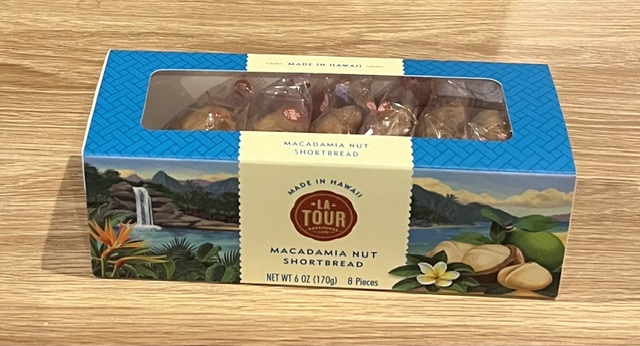 MADE IN HAWAII
MACADAMIA NUT
SHORTBREAD
MADE IN HAWAII
LA
TOUR
BAKEHOUSE
MACADAMIA NUT
SHORTBREAD
NET WT 6 OZ (170g) 8 Pieces